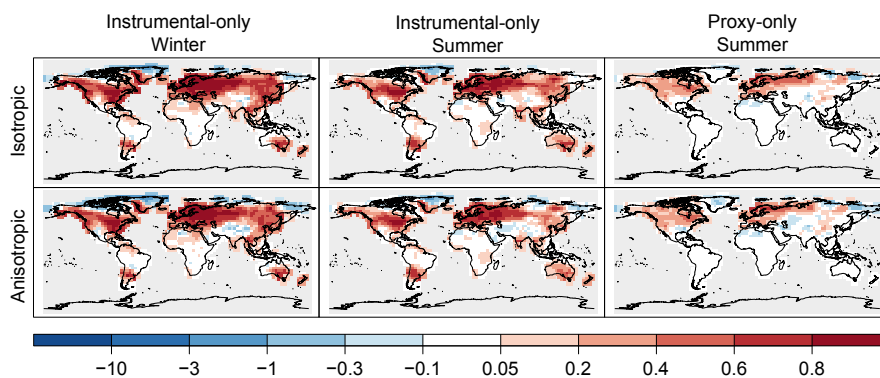 Instrumental-only
Winter
Instrumental-only
Summer
Proxy-only
Summer
Isotropic
Anisotropic
−10 −3 −1 −0.3 −0.1 0.05 0.2 0.4 0.6 0.8